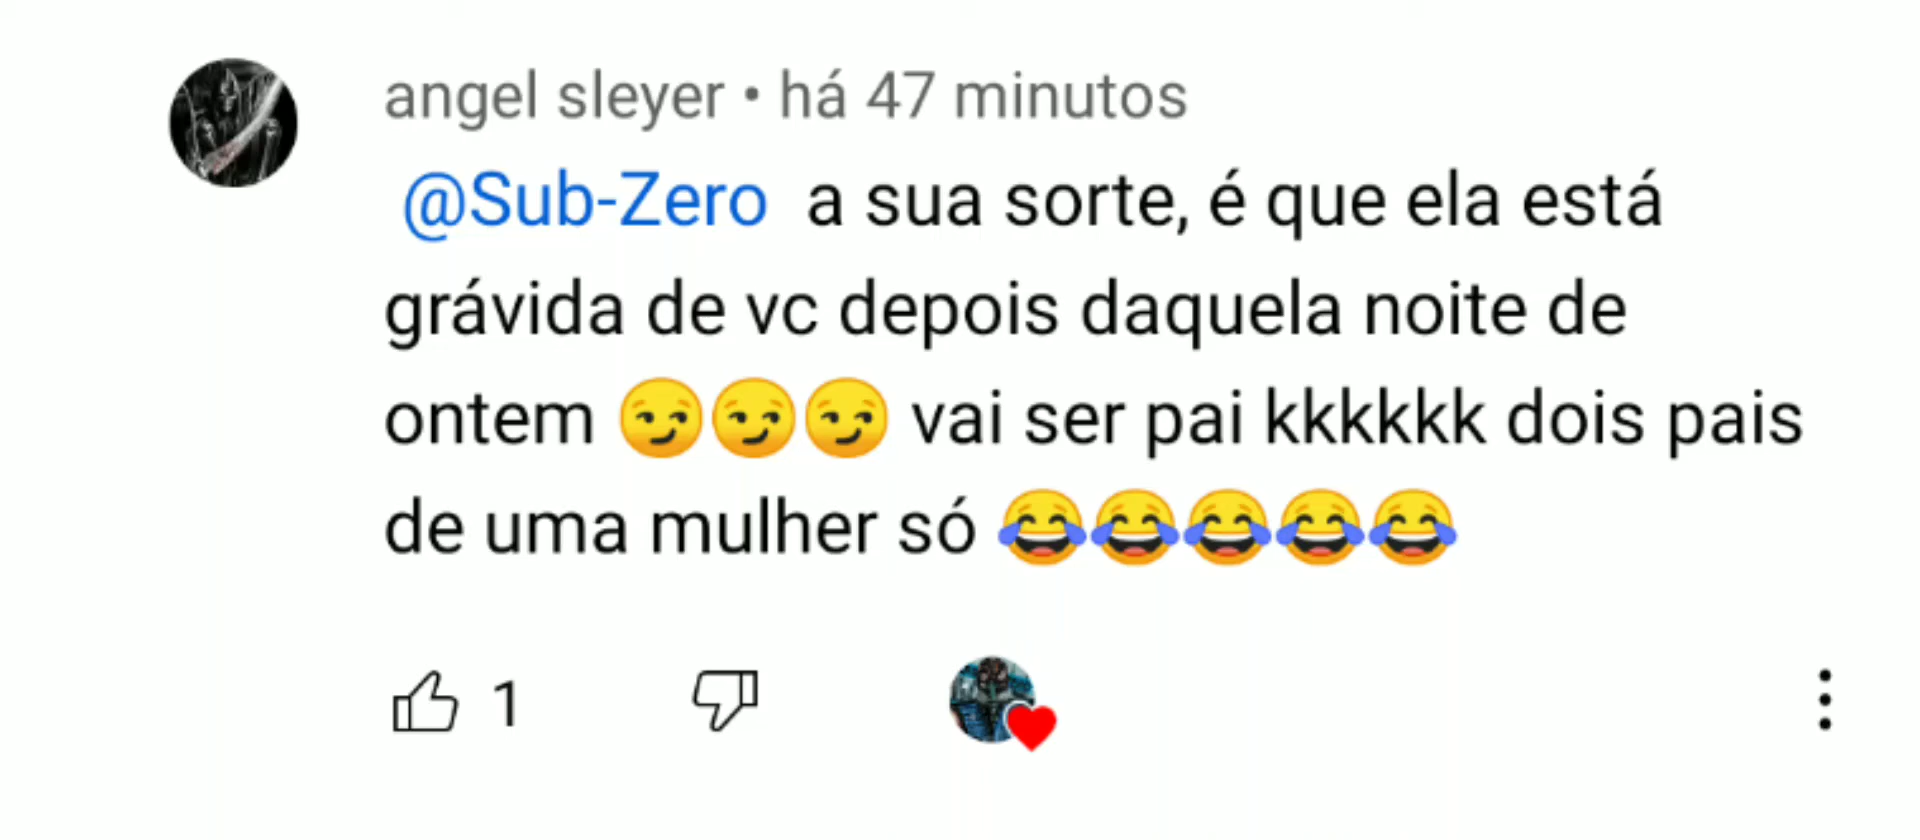 angel sleyer • há 47 minutos
@Sub-Zero a sua sorte, é que ela está
grávida de vc depois daquela noite de
ontem 😏😏😏 vai ser pai kkkkkk dois pais
de uma mulher só 😂😂😂😂😂
1